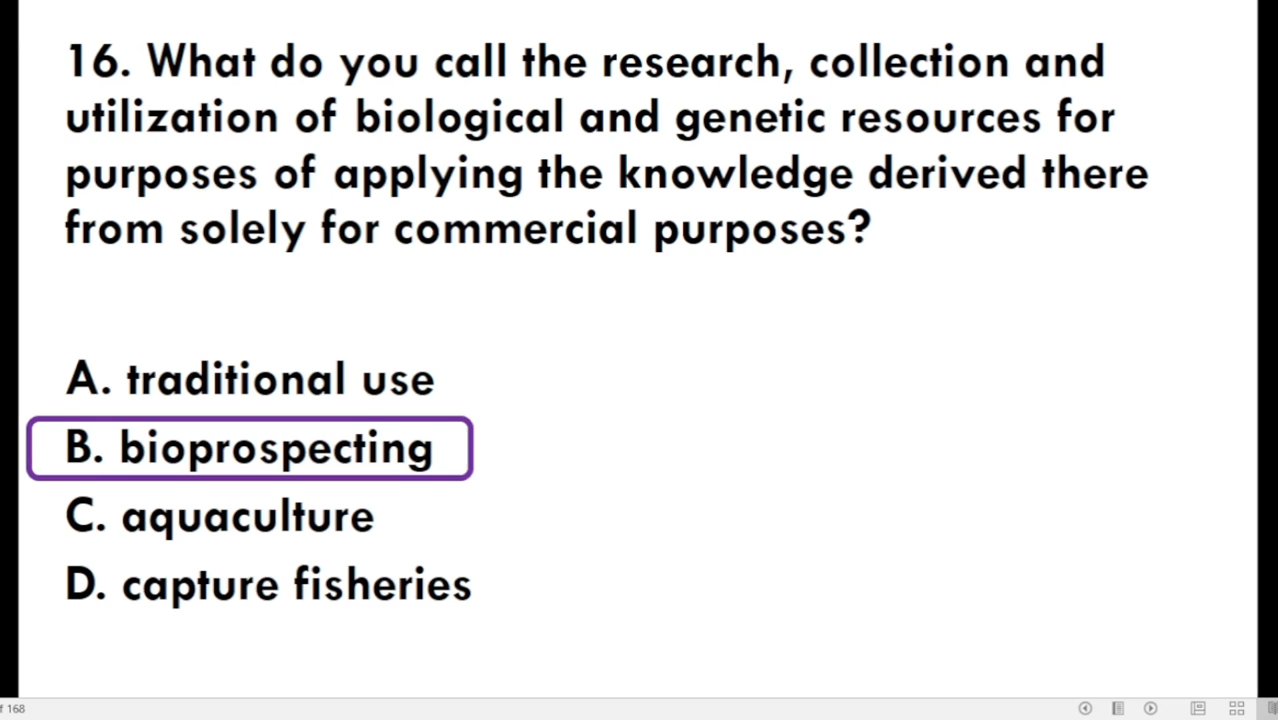 16. What do you call the research, collection and
utilization of biological and genetic resources for
purposes of applying the knowledge derived there
from solely for commercial purposes?
A. traditional use
B. bioprospecting
C. aquaculture
D. capture fisheries
f 168